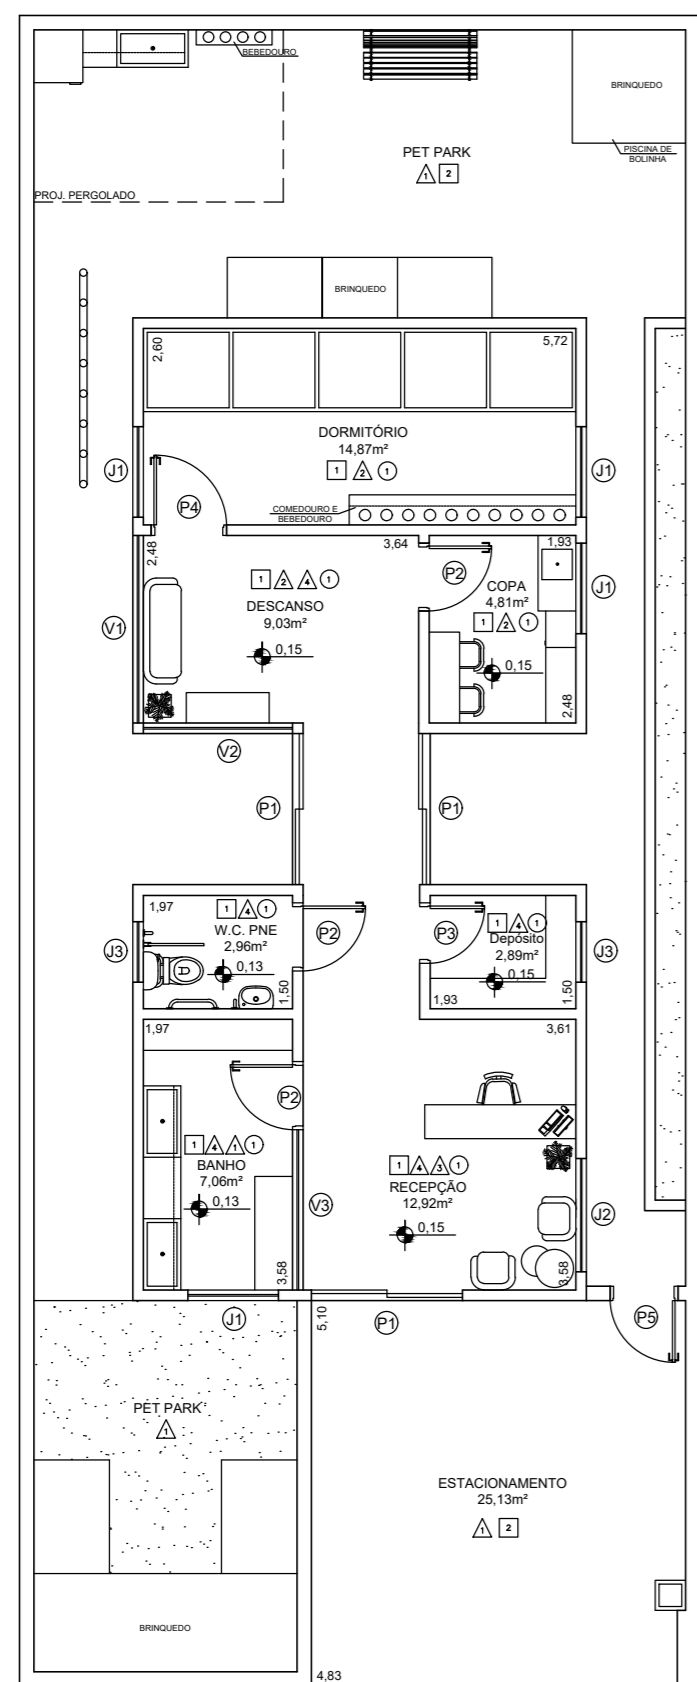 BEBEDOURO
BRINQUEDO
PISCINA DE
BOLINHA
PET PARK
1 2
PROJ. PERGOLADO
BRINQUEDO
2,60
5,72
DORMITÓRIO
14,87m²
1 2 1
J1
J1
P4
COMEDOURO E
BEBEDOURO
2,48
3,64
1,93
P2
1 2 4 1
DESCANSO
9,03m²
0,15
COPA
4,81m²
1 2 1
0,15
J1
V1
2,48
V2
P1
P1
1,97
1 4 1
W.C. PNE
2,96m²
0,13
1,50
J3
P2
P3
1 4 1
Depósito
2,89m²
0,15
1,93
1,50
J3
1,97
3,61
P2
1 4 1 1
BANHO
7,06m²
0,13
3,58
V3
1 4 3 1
RECEPÇÃO
12,92m²
0,15
J2
3,58
J1
5,10
P1
P5
PET PARK
1
ESTACIONAMENTO
25,13m²
1 2
BRINQUEDO
4,83